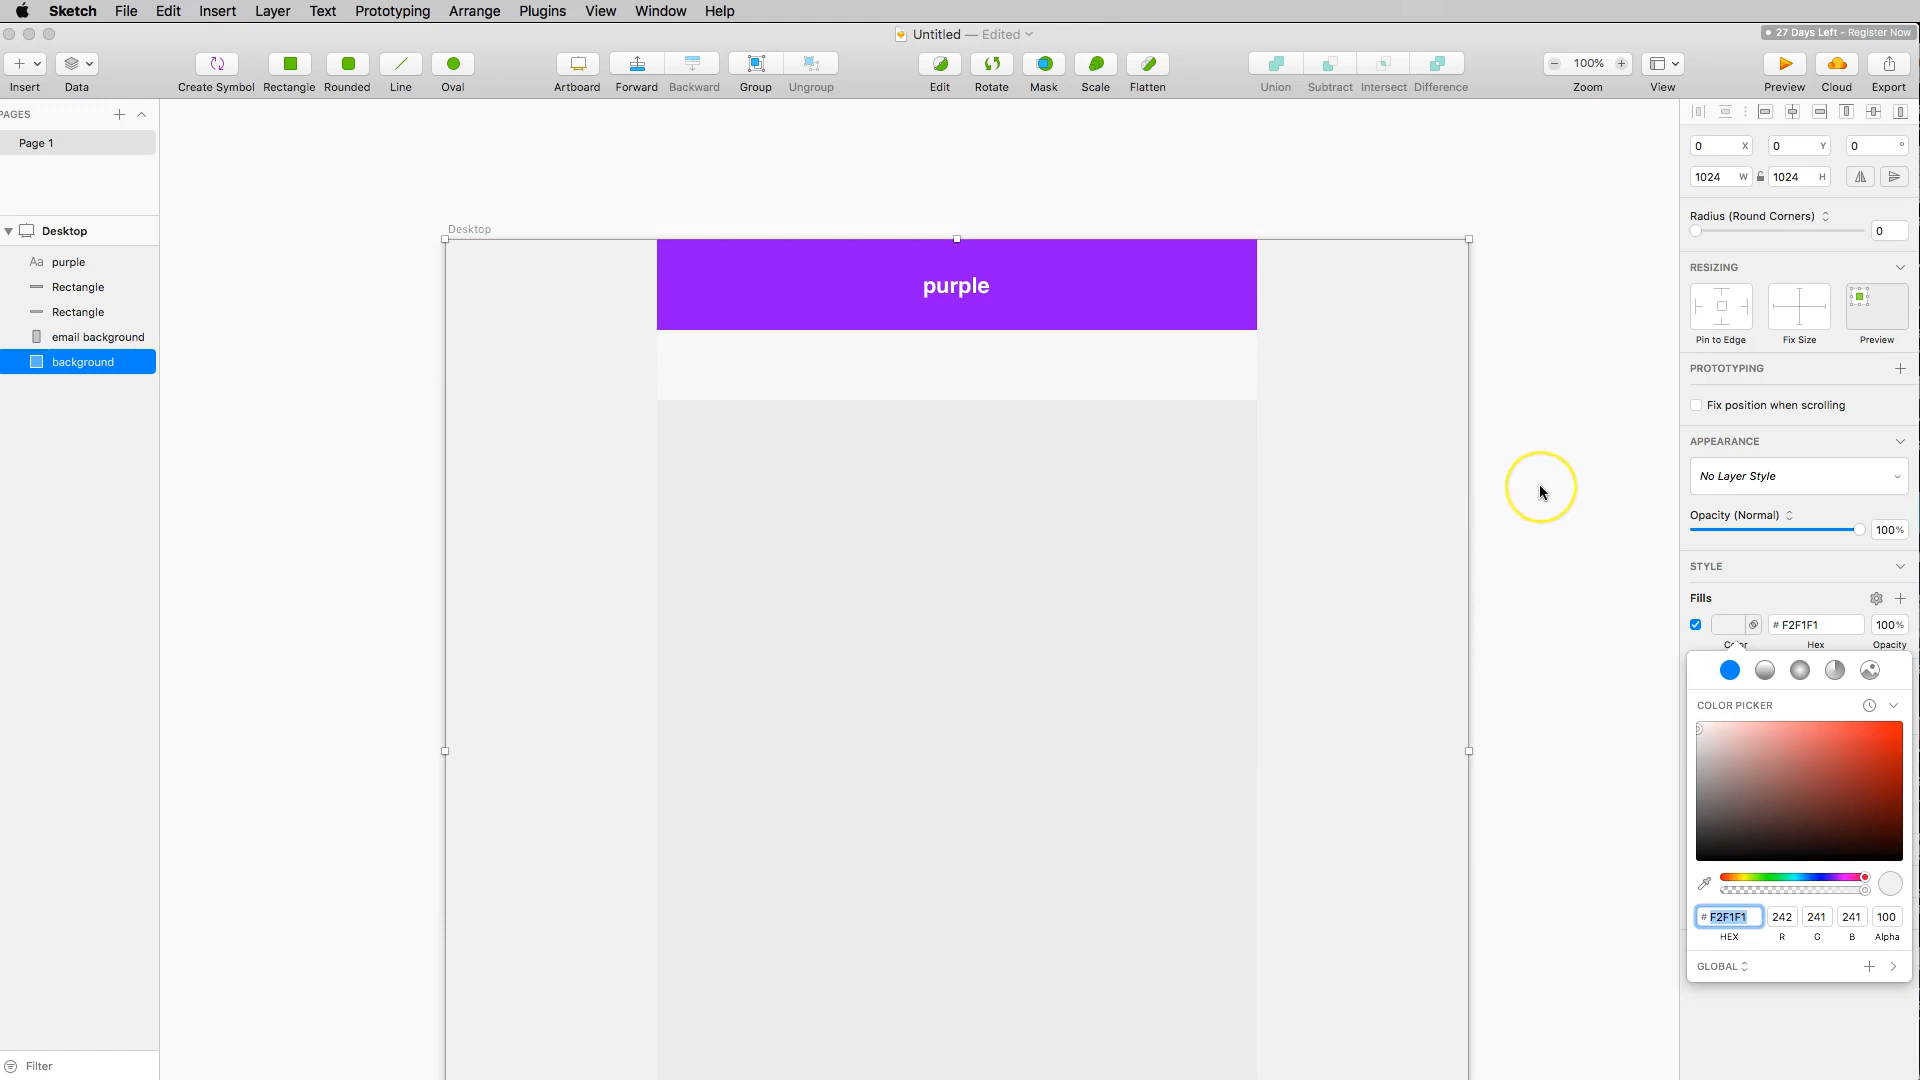 Sketch File Edit Insert Layer Text Prototyping Arrange Plugins View Window Help
Untitled — Edited
27 Days Left - Register Now
100%
Insert Data Create Symbol Rectangle Rounded Line Oval Artboard Forward Backward Group Ungroup Edit Rotate Mask Scale Flatten Union Subtract Intersect Difference Zoom View Preview Cloud Export
PAGES
Page 1
Desktop
purple
Rectangle
Rectangle
email background
background
Filter
Desktop
purple
0 X 0 Y 0 °
1024 W 1024 H
Radius (Round Corners)
0
RESIZING
Pin to Edge Fix Size Preview
PROTOTYPING
Fix position when scrolling
APPEARANCE
No Layer Style
Opacity (Normal)
100%
STYLE
Fills
# F2F1F1 100%
Color Hex Opacity
COLOR PICKER
# F2F1F1 242 241 241 100
HEX R G B Alpha
GLOBAL